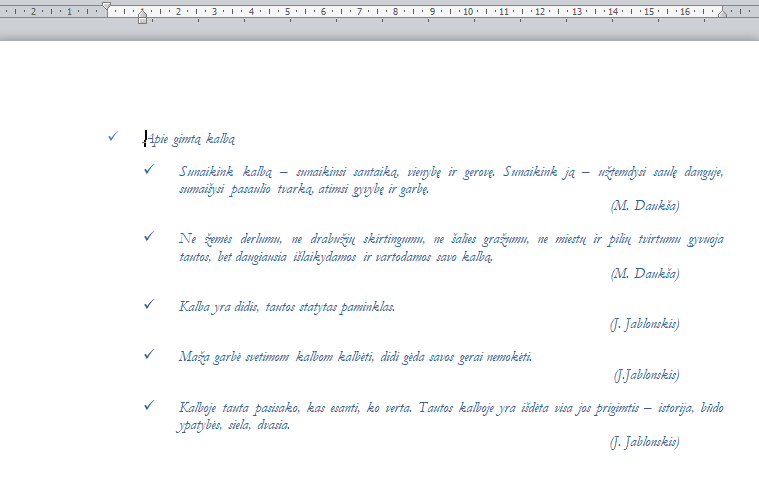 2 1 1 2 3 4 5 6 7 8 9 10 11 12 13 14 15 16
Apie gimtą kalbą
Sunaikink kalbą – sunaikinsi santaiką, vienybę ir gerovę. Sunaikink ją – užtemdysi saulę danguje,
sumaišysi pasaulio tvarką, atimsi gyvybę ir garbę.
(M. Daukša)
Ne žemės derlumu, ne drabužių skirtingumu, ne šalies gražumu, ne miestų ir pilių tvirtumu gyvuoja
tautos, bet daugiausia išlaikydamos ir vartodamos savo kalbą.
(M. Daukša)
Kalba yra didis, tautos statytas paminklas.
(J. Jablonskis)
Maža garbė svetimom kalbom kalbėti, didi gėda savos gerai nemokėti.
(J.Jablonskis)
Kalboje tauta pasisako, kas esanti, ko verta. Tautos kalboje yra išdėta visa jos prigimtis – istorija, būdo
ypatybės, siela, dvasia.
(J. Jablonskis)